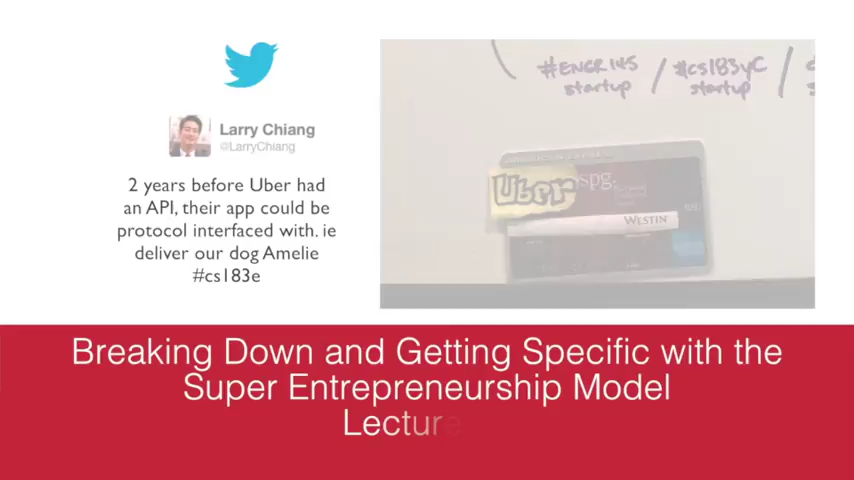 Larry Chiang
@LarryChiang
2 years before Uber had
an API, their app could be
protocol interfaced with. ie
deliver our dog Amelie
#cs183e
#ENGR145
startup
/
#cs183yC
startup
/
AMERICAN EXPRESS
Uber
spg.
WESTIN
Breaking Down and Getting Specific with the
Super Entrepreneurship Model
Lecture